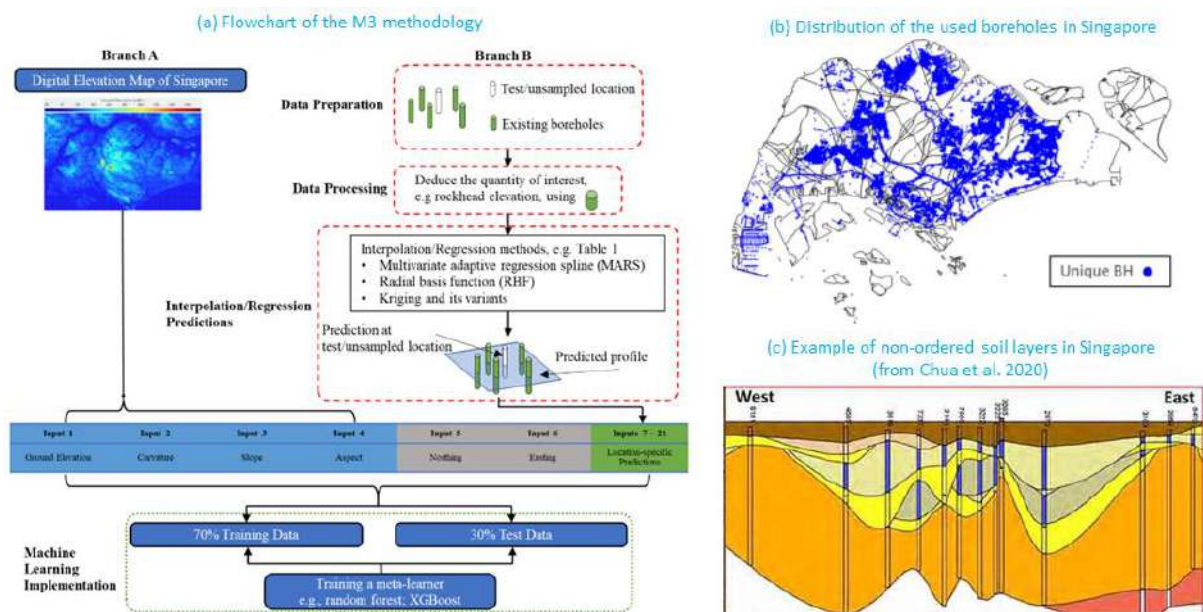 (a) Flowchart of the M3 methodology
Branch A
Digital Elevation Map of Singapore
Branch B
Data Preparation
Test/unsampled location
Existing boreholes
Data Processing
Deduce the quantity of interest,
e.g rockhead elevation, using
Interpolation/Regression methods, e.g. Table 1
• Multivariate adaptive regression spline (MARS)
• Radial basis function (RBF)
• Kriging and its variants
Interpolation/Regression
Predictions
Prediction at
test/unsampled location
Predicted profile
Input 1
Input 2
Input 3
Input 4
Input 5
Input 6
Inputs 7 – 21
Ground Elevation
Curvature
Slope
Aspect
Northing
Easting
Location-specific
Predictions
70% Training Data
30% Test Data
Machine
Learning
Implementation
Training a meta-learner
e.g., random forest; XGBoost
(b) Distribution of the used boreholes in Singapore
Unique BH
(c) Example of non-ordered soil layers in Singapore
(from Chua et al. 2020)
West
East